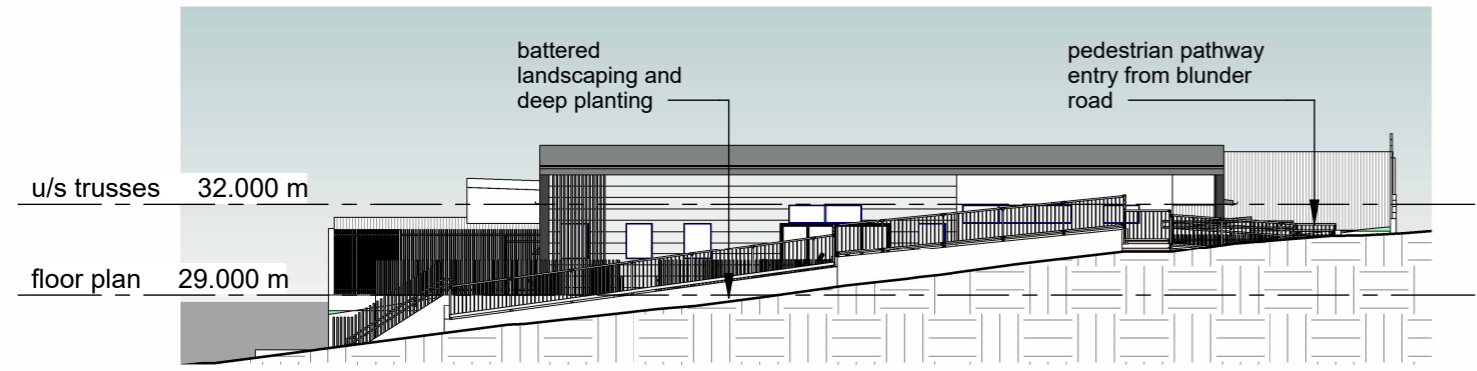 battered
landscaping and
deep planting
pedestrian pathway
entry from blunder
road
u/s trusses 32.000 m
floor plan 29.000 m